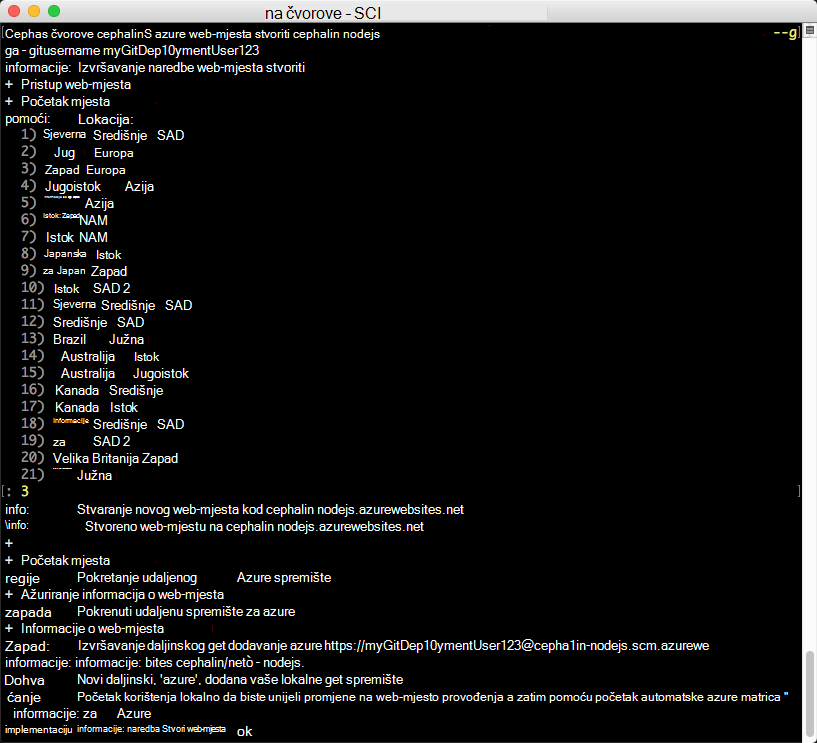 na čvorove - SCI
[Cephas čvorove cephalinS azure web-mjesta stvoriti cephalin nodejs --g]
ga - gitusername myGitDep10ymentUser123
informacije: Izvršavanje naredbe web-mjesta stvoriti
+ Pristup web-mjesta
+ Početak mjesta
pomoći: Lokacija:
1) Sjeverna Središnje SAD
2) Jug Europa
3) Zapad Europa
4) Jugoistok Azija
5) Azija
6) Istok: Zapad NAM
7) Istok NAM
8) Japanska Istok
9) za Japan Zapad
10) Istok SAD 2
11) Sjeverna Središnje SAD
12) Središnje SAD
13) Brazil Južna
14) Australija Istok
15) Australija Jugoistok
16) Kanada Središnje
17) Kanada Istok
18) Informacije Središnje SAD
19) za SAD 2
20) Velika Britanija Zapad
21) Južna
[: 3 ]
info: Stvaranje novog web-mjesta kod cephalin nodejs.azurewebsites.net
\info: Stvoreno web-mjestu na cephalin nodejs.azurewebsites.net
+
+ Početak mjesta
regije Pokretanje udaljenog Azure spremište
+ Ažuriranje informacija o web-mjesta
zapada Pokrenuti udaljenu spremište za azure
+ Informacije o web-mjesta
Zapad: Izvršavanje daljinskog get dodavanje azure https://myGitDep10ymentUser123@cepha1in-nodejs.scm.azurewe
informacije: informacije: bites cephalin/netò - nodejs.
Dohva Novi daljinski, 'azure', dodana vaše lokalne get spremište
ćanje Početak korištenja lokalno da biste unijeli promjene na web-mjesto provođenja a zatim pomoću početak automatske azure matrica "
informacije: za Azure
implementaciju informacije: naredba Stvori web-mjesta ok